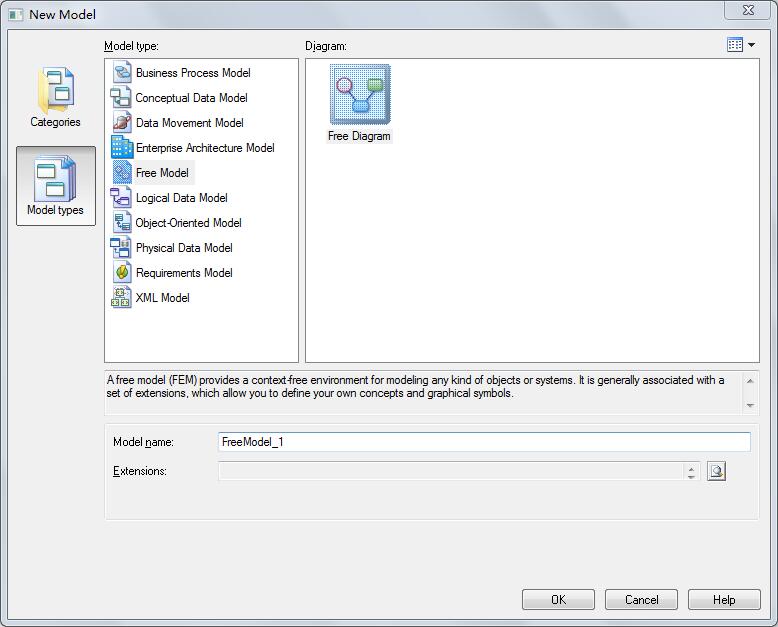 New Model
Model type:
Diagram:
Categories
Model types
Business Process Model
Conceptual Data Model
Data Movement Model
Enterprise Architecture Model
Free Model
Logical Data Model
Object-Oriented Model
Physical Data Model
Requirements Model
XML Model
Free Diagram
A free model (FEM) provides a context-free environment for modeling any kind of objects or systems. It is generally associated with a
set of extensions, which allow you to define your own concepts and graphical symbols.
Model name:
FreeModel_1
Extensions:
OK
Cancel
Help